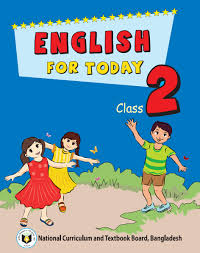 ENGLISH
FOR TODAY
Class 2
National Curriculum and Textbook Board, Bangladesh